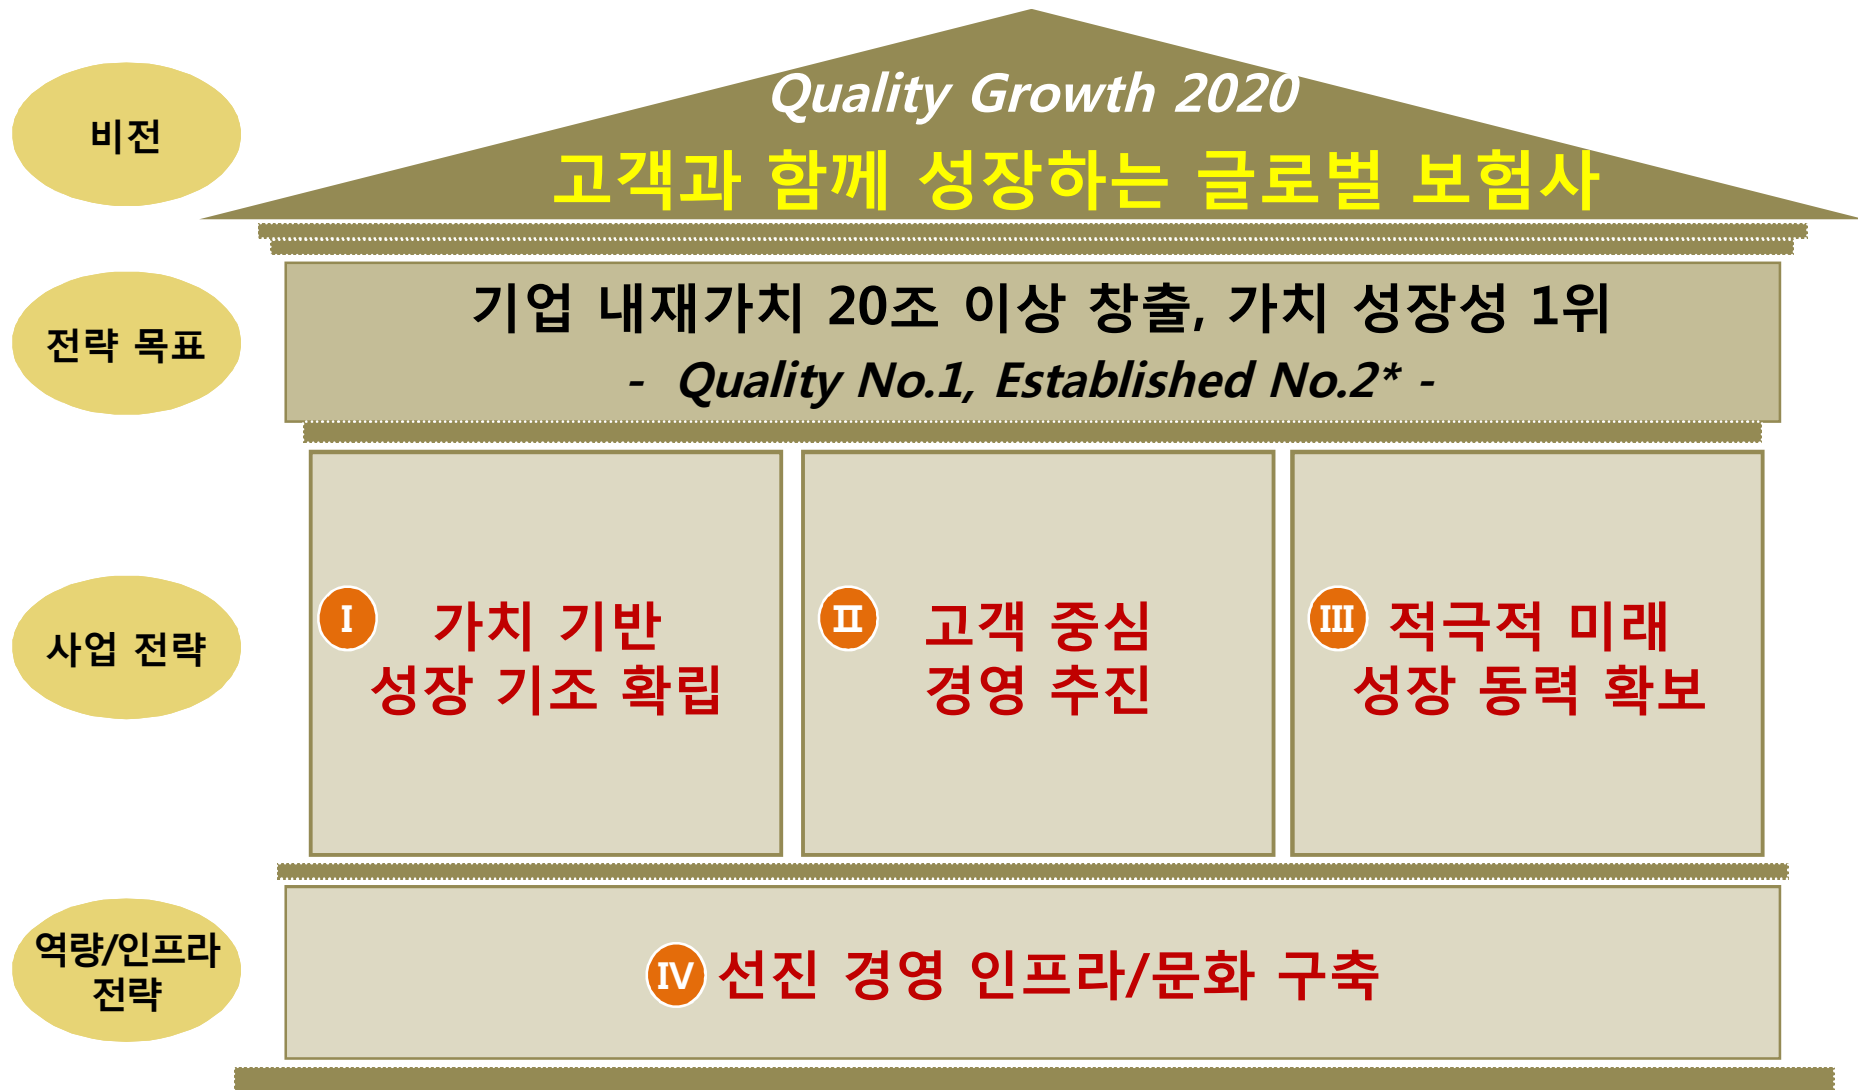 비전
Quality Growth 2020
고객과 함께 성장하는 글로벌 보험사
전략 목표
기업 내재가치 20조 이상 창출, 가치 성장성 1위
- Quality No.1, Established No.2* -
사업 전략
Ⅰ 가치 기반
성장 기조 확립
Ⅱ 고객 중심
경영 추진
Ⅲ 적극적 미래
성장 동력 확보
역량/인프라
전략
Ⅳ 선진 경영 인프라/문화 구축